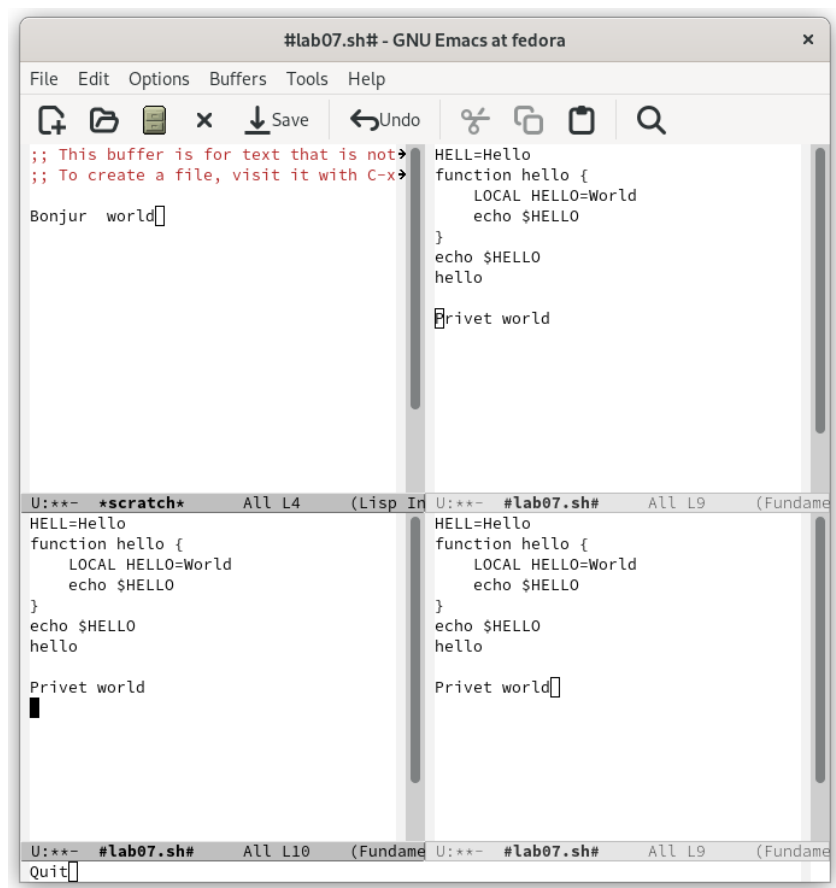 #lab07.sh# - GNU Emacs at fedora ×
File Edit Options Buffers Tools Help
Save Undo
;; This buffer is for text that is not
;; To create a file, visit it with C-x
Bonjur  world
U:**-  *scratch*      All L4     (Lisp In
HELL=Hello
function hello {
    LOCAL HELLO=World
    echo $HELLO
}
echo $HELLO
hello
Privet world
U:**-  #lab07.sh#     All L9     (Fundame
HELL=Hello
function hello {
    LOCAL HELLO=World
    echo $HELLO
}
echo $HELLO
hello
Privet world
U:**-  #lab07.sh#     All L10    (Fundame
HELL=Hello
function hello {
    LOCAL HELLO=World
    echo $HELLO
}
echo $HELLO
hello
Privet world
U:**-  #lab07.sh#     All L9     (Fundame
Quit